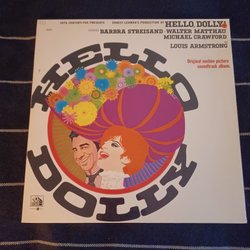 20TH CENTURY-FOX PRESENTS ERNEST LEHMAN'S PRODUCTION OF
HELLO, DOLLY!
BARBRA STREISAND · WALTER MATTHAU
MICHAEL CRAWFORD
LOUIS ARMSTRONG
Original motion picture
soundtrack album.
HELLO
DOLLY